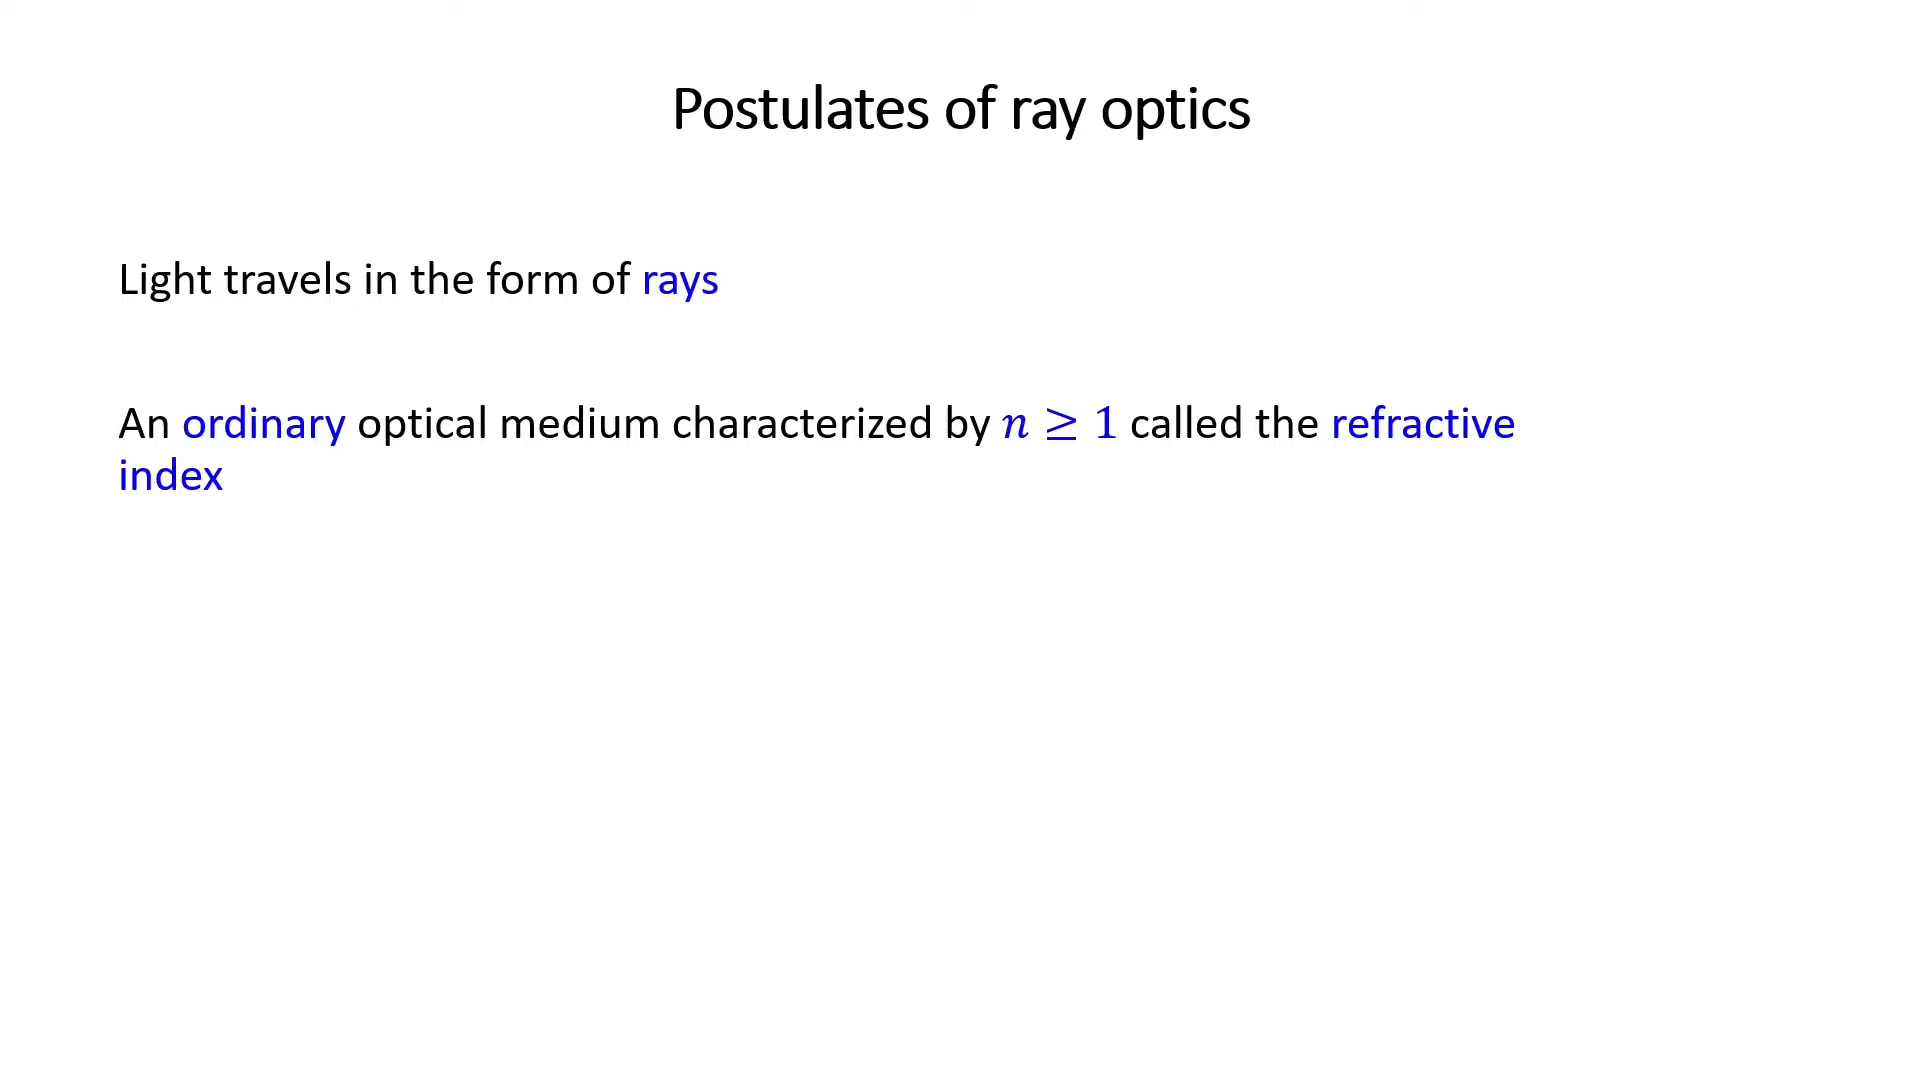 Postulates of ray optics
Light travels in the form of rays
An ordinary optical medium characterized by n ≥ 1 called the refractive
index